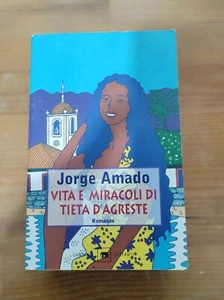 Jorge Amado
VITA E MIRACOLI DI
TIETA D'AGRESTE
Romanzo